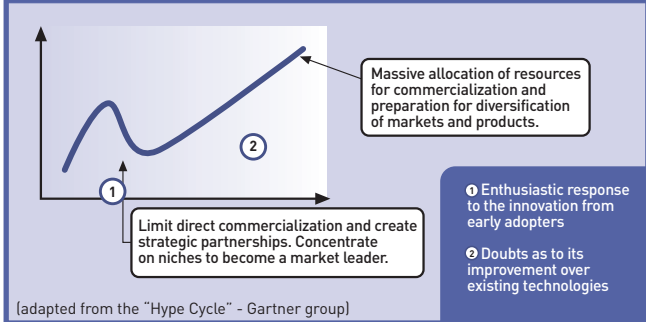 Massive allocation of resources
for commercialization and
preparation for diversification
of markets and products.
2
1
Limit direct commercialization and create
strategic partnerships. Concentrate
on niches to become a market leader.
1 Enthusiastic response
to the innovation from
early adopters
2 Doubts as to its
improvement over
existing technologies
(adapted from the “Hype Cycle” - Gartner group)